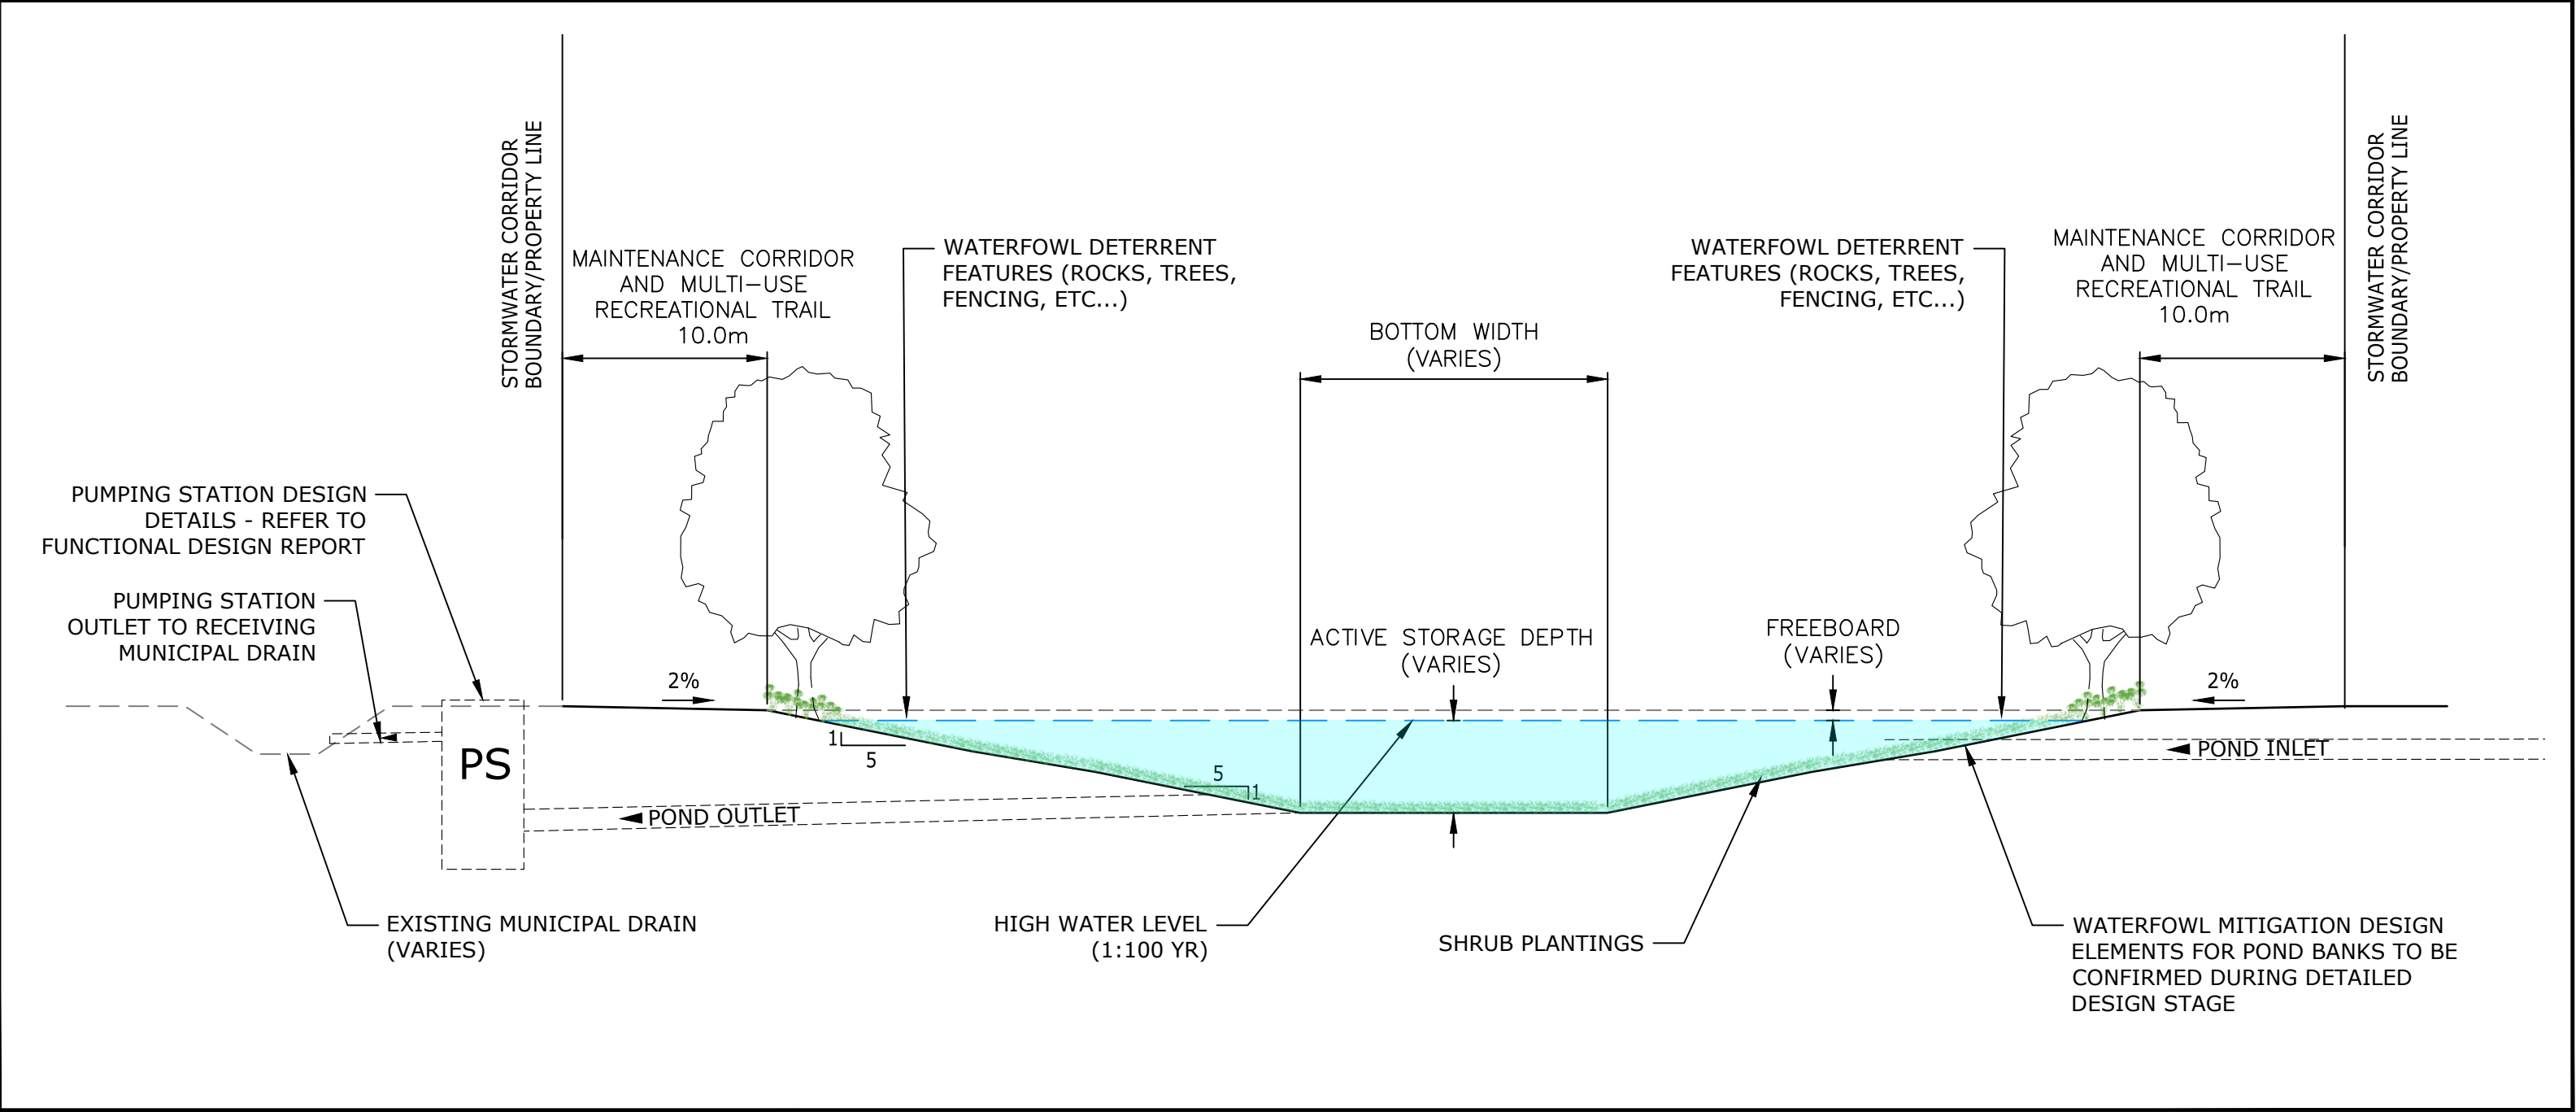 STORMWATER CORRIDOR
BOUNDARY/PROPERTY LINE
MAINTENANCE CORRIDOR
AND MULTI-USE
RECREATIONAL TRAIL
10.0m
WATERFOWL DETERRENT
FEATURES (ROCKS, TREES,
FENCING, ETC...)
BOTTOM WIDTH
(VARIES)
WATERFOWL DETERRENT
FEATURES (ROCKS, TREES,
FENCING, ETC...)
MAINTENANCE CORRIDOR
AND MULTI-USE
RECREATIONAL TRAIL
10.0m
STORMWATER CORRIDOR
BOUNDARY/PROPERTY LINE
PUMPING STATION DESIGN
DETAILS - REFER TO
FUNCTIONAL DESIGN REPORT
PUMPING STATION
OUTLET TO RECEIVING
MUNICIPAL DRAIN
ACTIVE STORAGE DEPTH
(VARIES)
FREEBOARD
(VARIES)
2%
2%
1
5
PS
5
1
POND INLET
POND OUTLET
EXISTING MUNICIPAL DRAIN
(VARIES)
HIGH WATER LEVEL
(1:100 YR)
SHRUB PLANTINGS
WATERFOWL MITIGATION DESIGN
ELEMENTS FOR POND BANKS TO BE
CONFIRMED DURING DETAILED
DESIGN STAGE